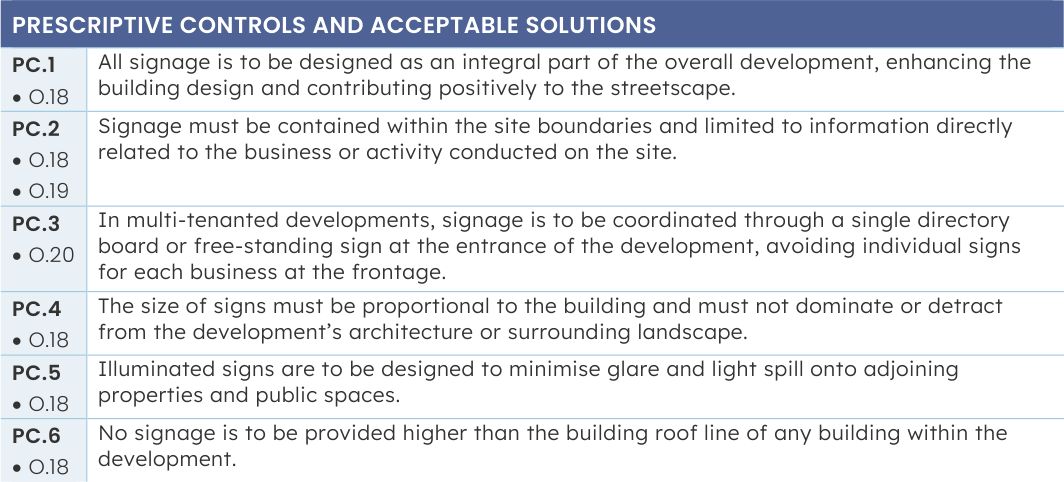 PRESCRIPTIVE CONTROLS AND ACCEPTABLE SOLUTIONS
PC.1
• O.18
All signage is to be designed as an integral part of the overall development, enhancing the
building design and contributing positively to the streetscape.
PC.2
• O.18
• O.19
Signage must be contained within the site boundaries and limited to information directly
related to the business or activity conducted on the site.
PC.3
• O.20
In multi-tenanted developments, signage is to be coordinated through a single directory
board or free-standing sign at the entrance of the development, avoiding individual signs
for each business at the frontage.
PC.4
• O.18
The size of signs must be proportional to the building and must not dominate or detract
from the development’s architecture or surrounding landscape.
PC.5
• O.18
Illuminated signs are to be designed to minimise glare and light spill onto adjoining
properties and public spaces.
PC.6
• O.18
No signage is to be provided higher than the building roof line of any building within the
development.